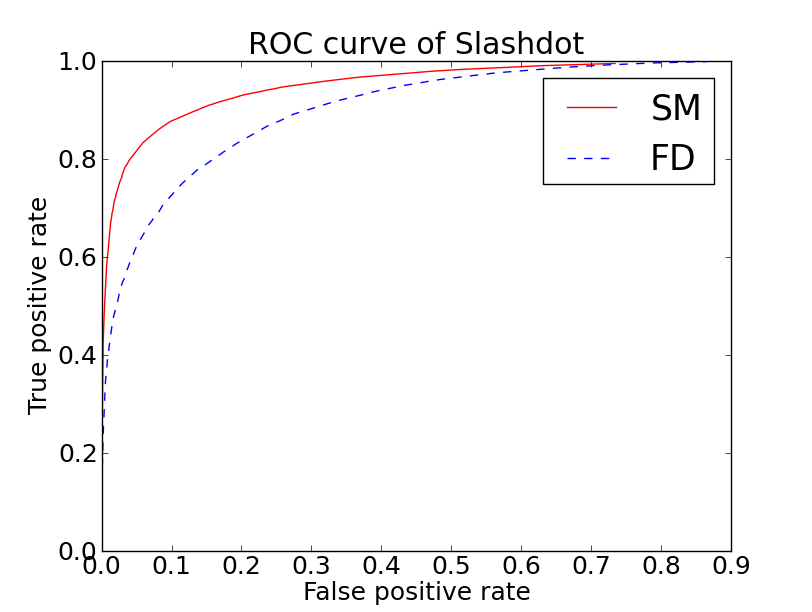 ROC curve of Slashdot
1.0
0.8
0.6
0.4
0.2
0.0
True positive rate
SM
FD
0.0 0.1 0.2 0.3 0.4 0.5 0.6 0.7 0.8 0.9
False positive rate